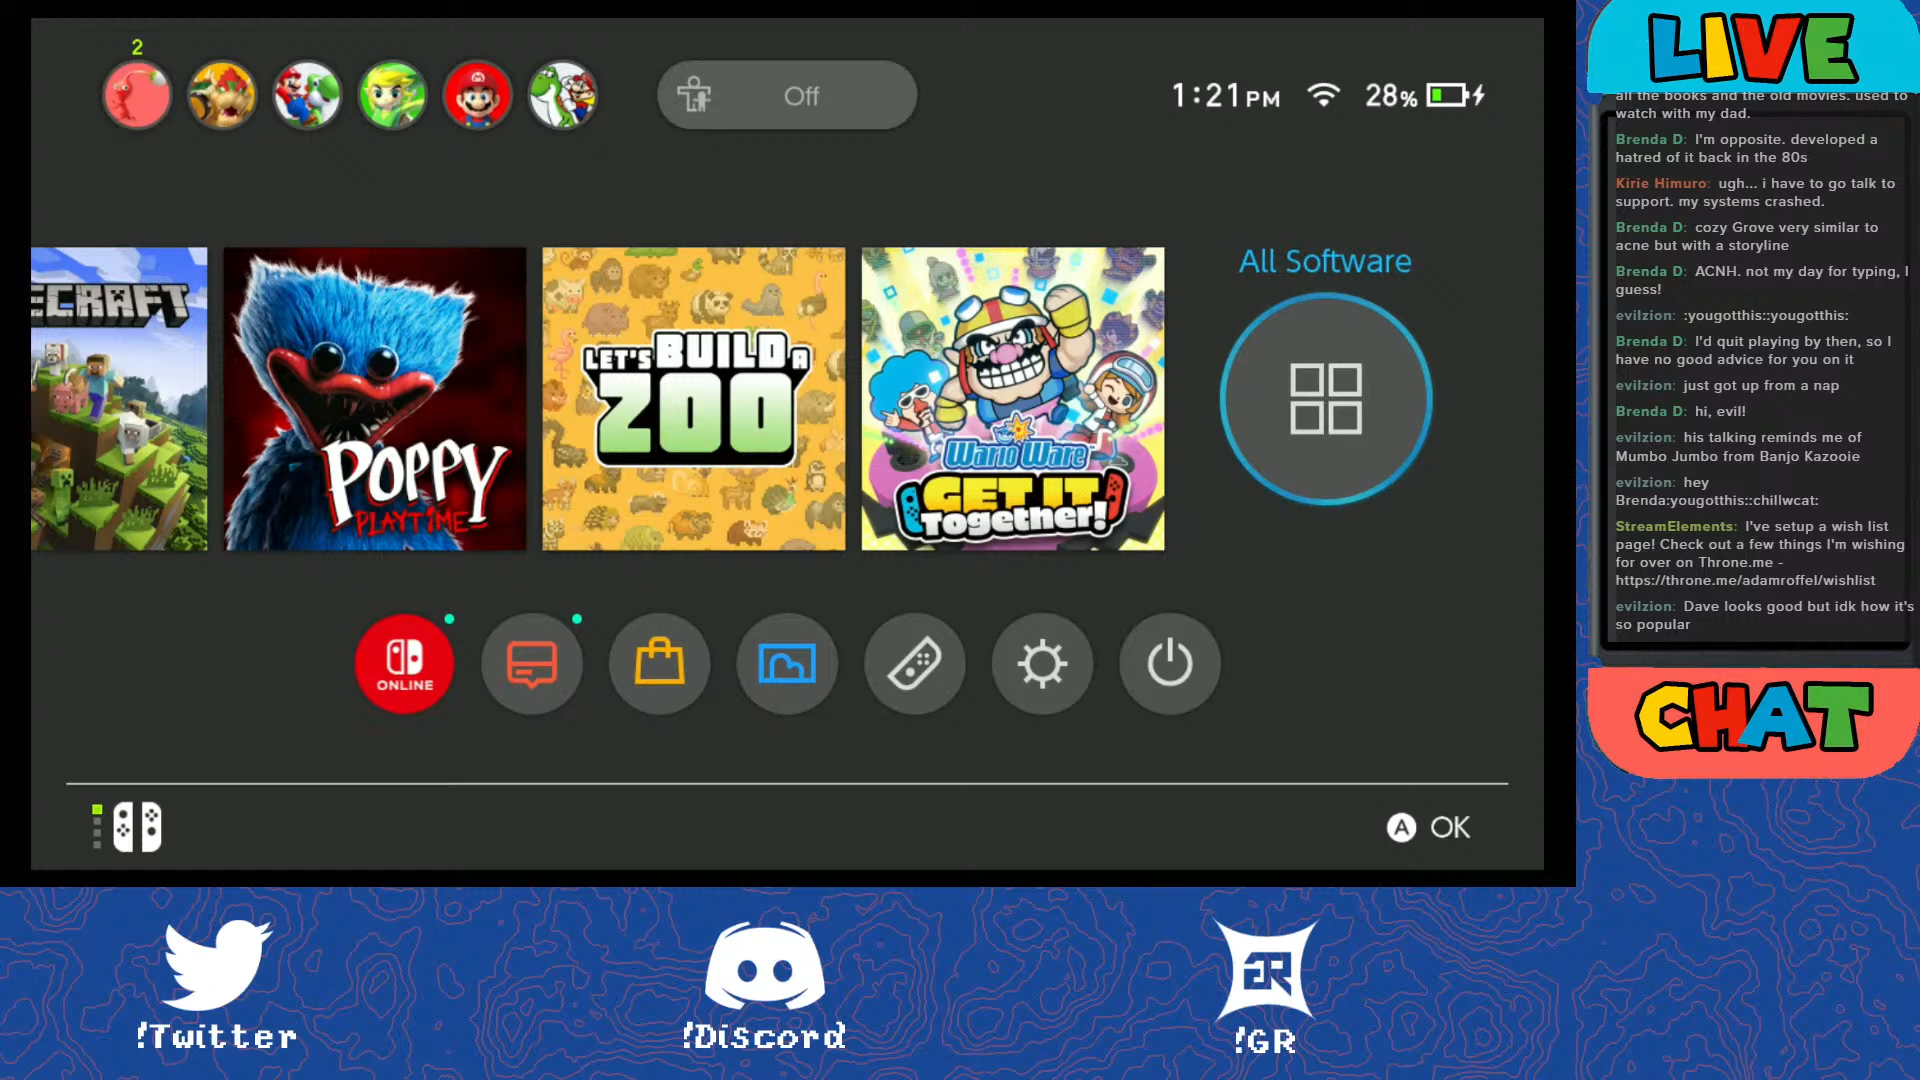 2
Off
1:21PM
28%
ECRAFT
POPPY
PLAYTIME
LET'S BUILD A
ZOO
Wario Ware
GET IT
Together!
All Software
ONLINE
A OK
!Twitter
!Discord
GR
!GR
LIVE
all the books and the old movies. used to
watch with my dad.
Brenda D: I'm opposite. developed a
hatred of it back in the 80s
Kirie Himuro: ugh... i have to go talk to
support. my systems crashed.
Brenda D: cozy Grove very similar to
acne but with a storyline
Brenda D: ACNH. not my day for typing, I
guess!
evilzion: :yougotthis::yougotthis:
Brenda D: I'd quit playing by then, so I
have no good advice for you on it
evilzion: just got up from a nap
Brenda D: hi, evil!
evilzion: his talking reminds me of
Mumbo Jumbo from Banjo Kazooie
evilzion: hey
Brenda:yougotthis::chillwcat:
StreamElements: I've setup a wish list
page! Check out a few things I'm wishing
for over on Throne.me -
https://throne.me/adamroffel/wishlist
evilzion: Dave looks good but idk how it's
so popular
CHAT